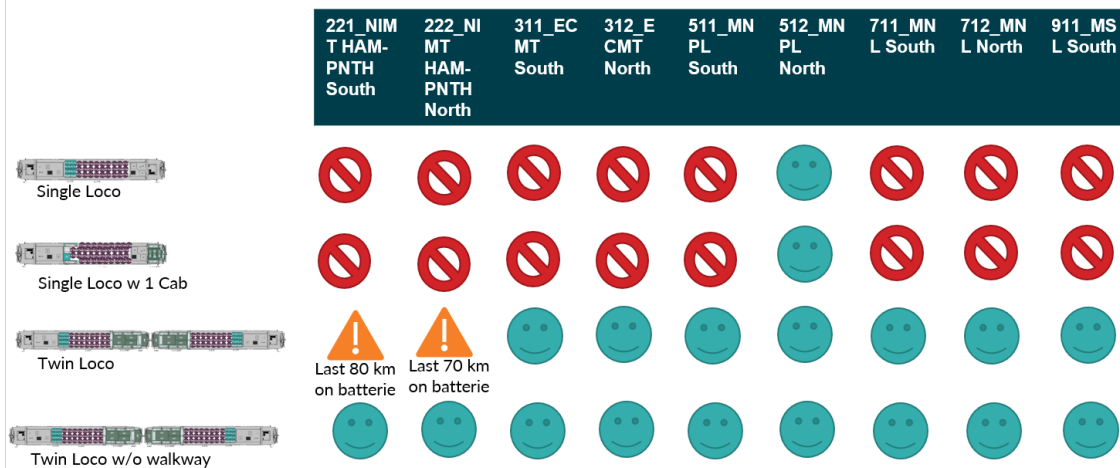 221_NIM 222_NI 311_EC 312_E 511_MN 512_MN 711_MN 712_MN 911_MS
T HAM- MT MT CMT PL PL L South L North L South
PNTH HAM- South North South North
South PNTH
North
Single Loco
Single Loco w 1 Cab
Twin Loco
Last 80 km Last 70 km
on batterie on batterie
Twin Loco w/o walkway